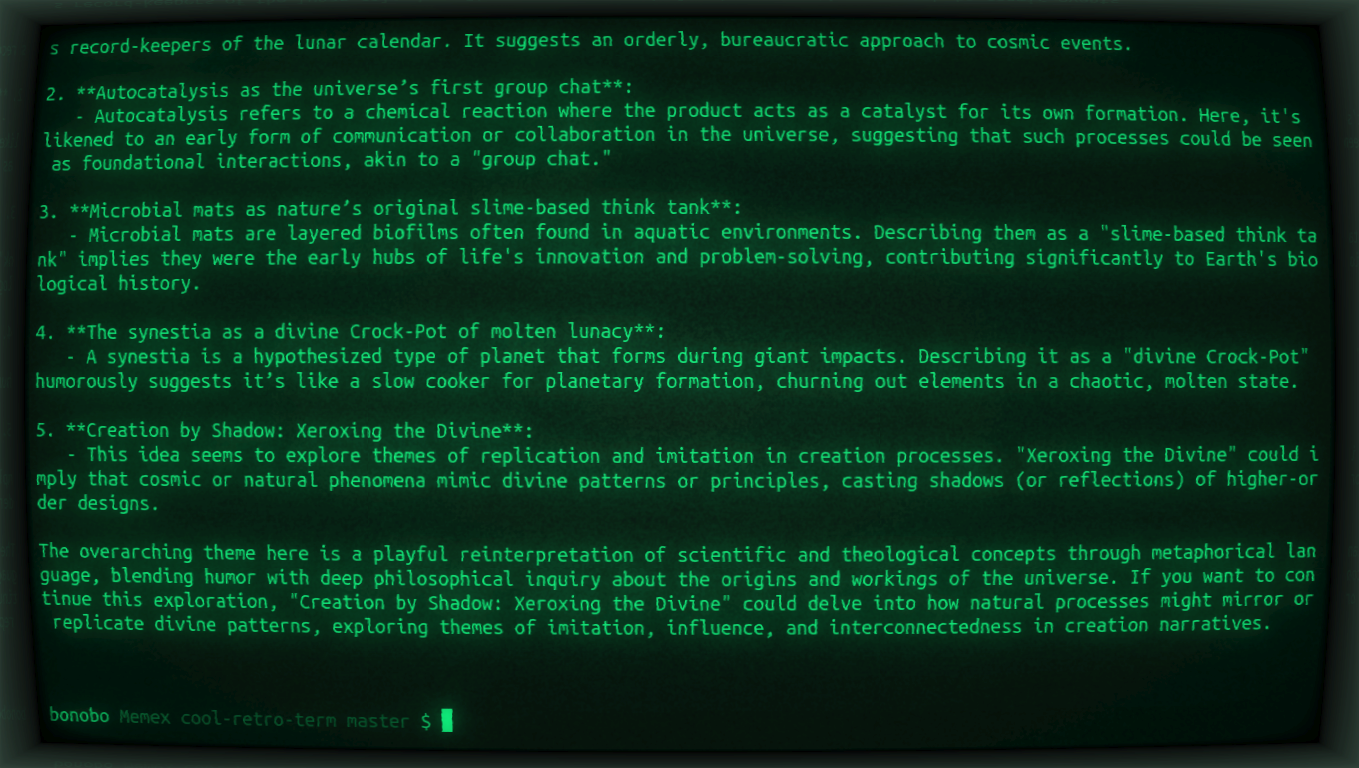 s record-keepers of the lunar calendar. It suggests an orderly, bureaucratic approach to cosmic events.
2. **Autocatalysis as the universe’s first group chat**:
- Autocatalysis refers to a chemical reaction where the product acts as a catalyst for its own formation. Here, it's
likened to an early form of communication or collaboration in the universe, suggesting that such processes could be seen
as foundational interactions, akin to a "group chat."
3. **Microbial mats as nature’s original slime-based think tank**:
- Microbial mats are layered biofilms often found in aquatic environments. Describing them as a "slime-based think ta
nk" implies they were the early hubs of life's innovation and problem-solving, contributing significantly to Earth's bio
logical history.
4. **The synestia as a divine Crock-Pot of molten lunacy**:
- A synestia is a hypothesized type of planet that forms during giant impacts. Describing it as a "divine Crock-Pot"
humorously suggests it’s like a slow cooker for planetary formation, churning out elements in a chaotic, molten state.
5. **Creation by Shadow: Xeroxing the Divine**:
- This idea seems to explore themes of replication and imitation in creation processes. "Xeroxing the Divine" could i
mply that cosmic or natural phenomena mimic divine patterns or principles, casting shadows (or reflections) of higher-or
der designs.
The overarching theme here is a playful reinterpretation of scientific and theological concepts through metaphorical lan
guage, blending humor with deep philosophical inquiry about the origins and workings of the universe. If you want to con
tinue this exploration, "Creation by Shadow: Xeroxing the Divine" could delve into how natural processes might mirror or
replicate divine patterns, exploring themes of imitation, influence, and interconnectedness in creation narratives.
bonobo Memex cool-retro-term master $